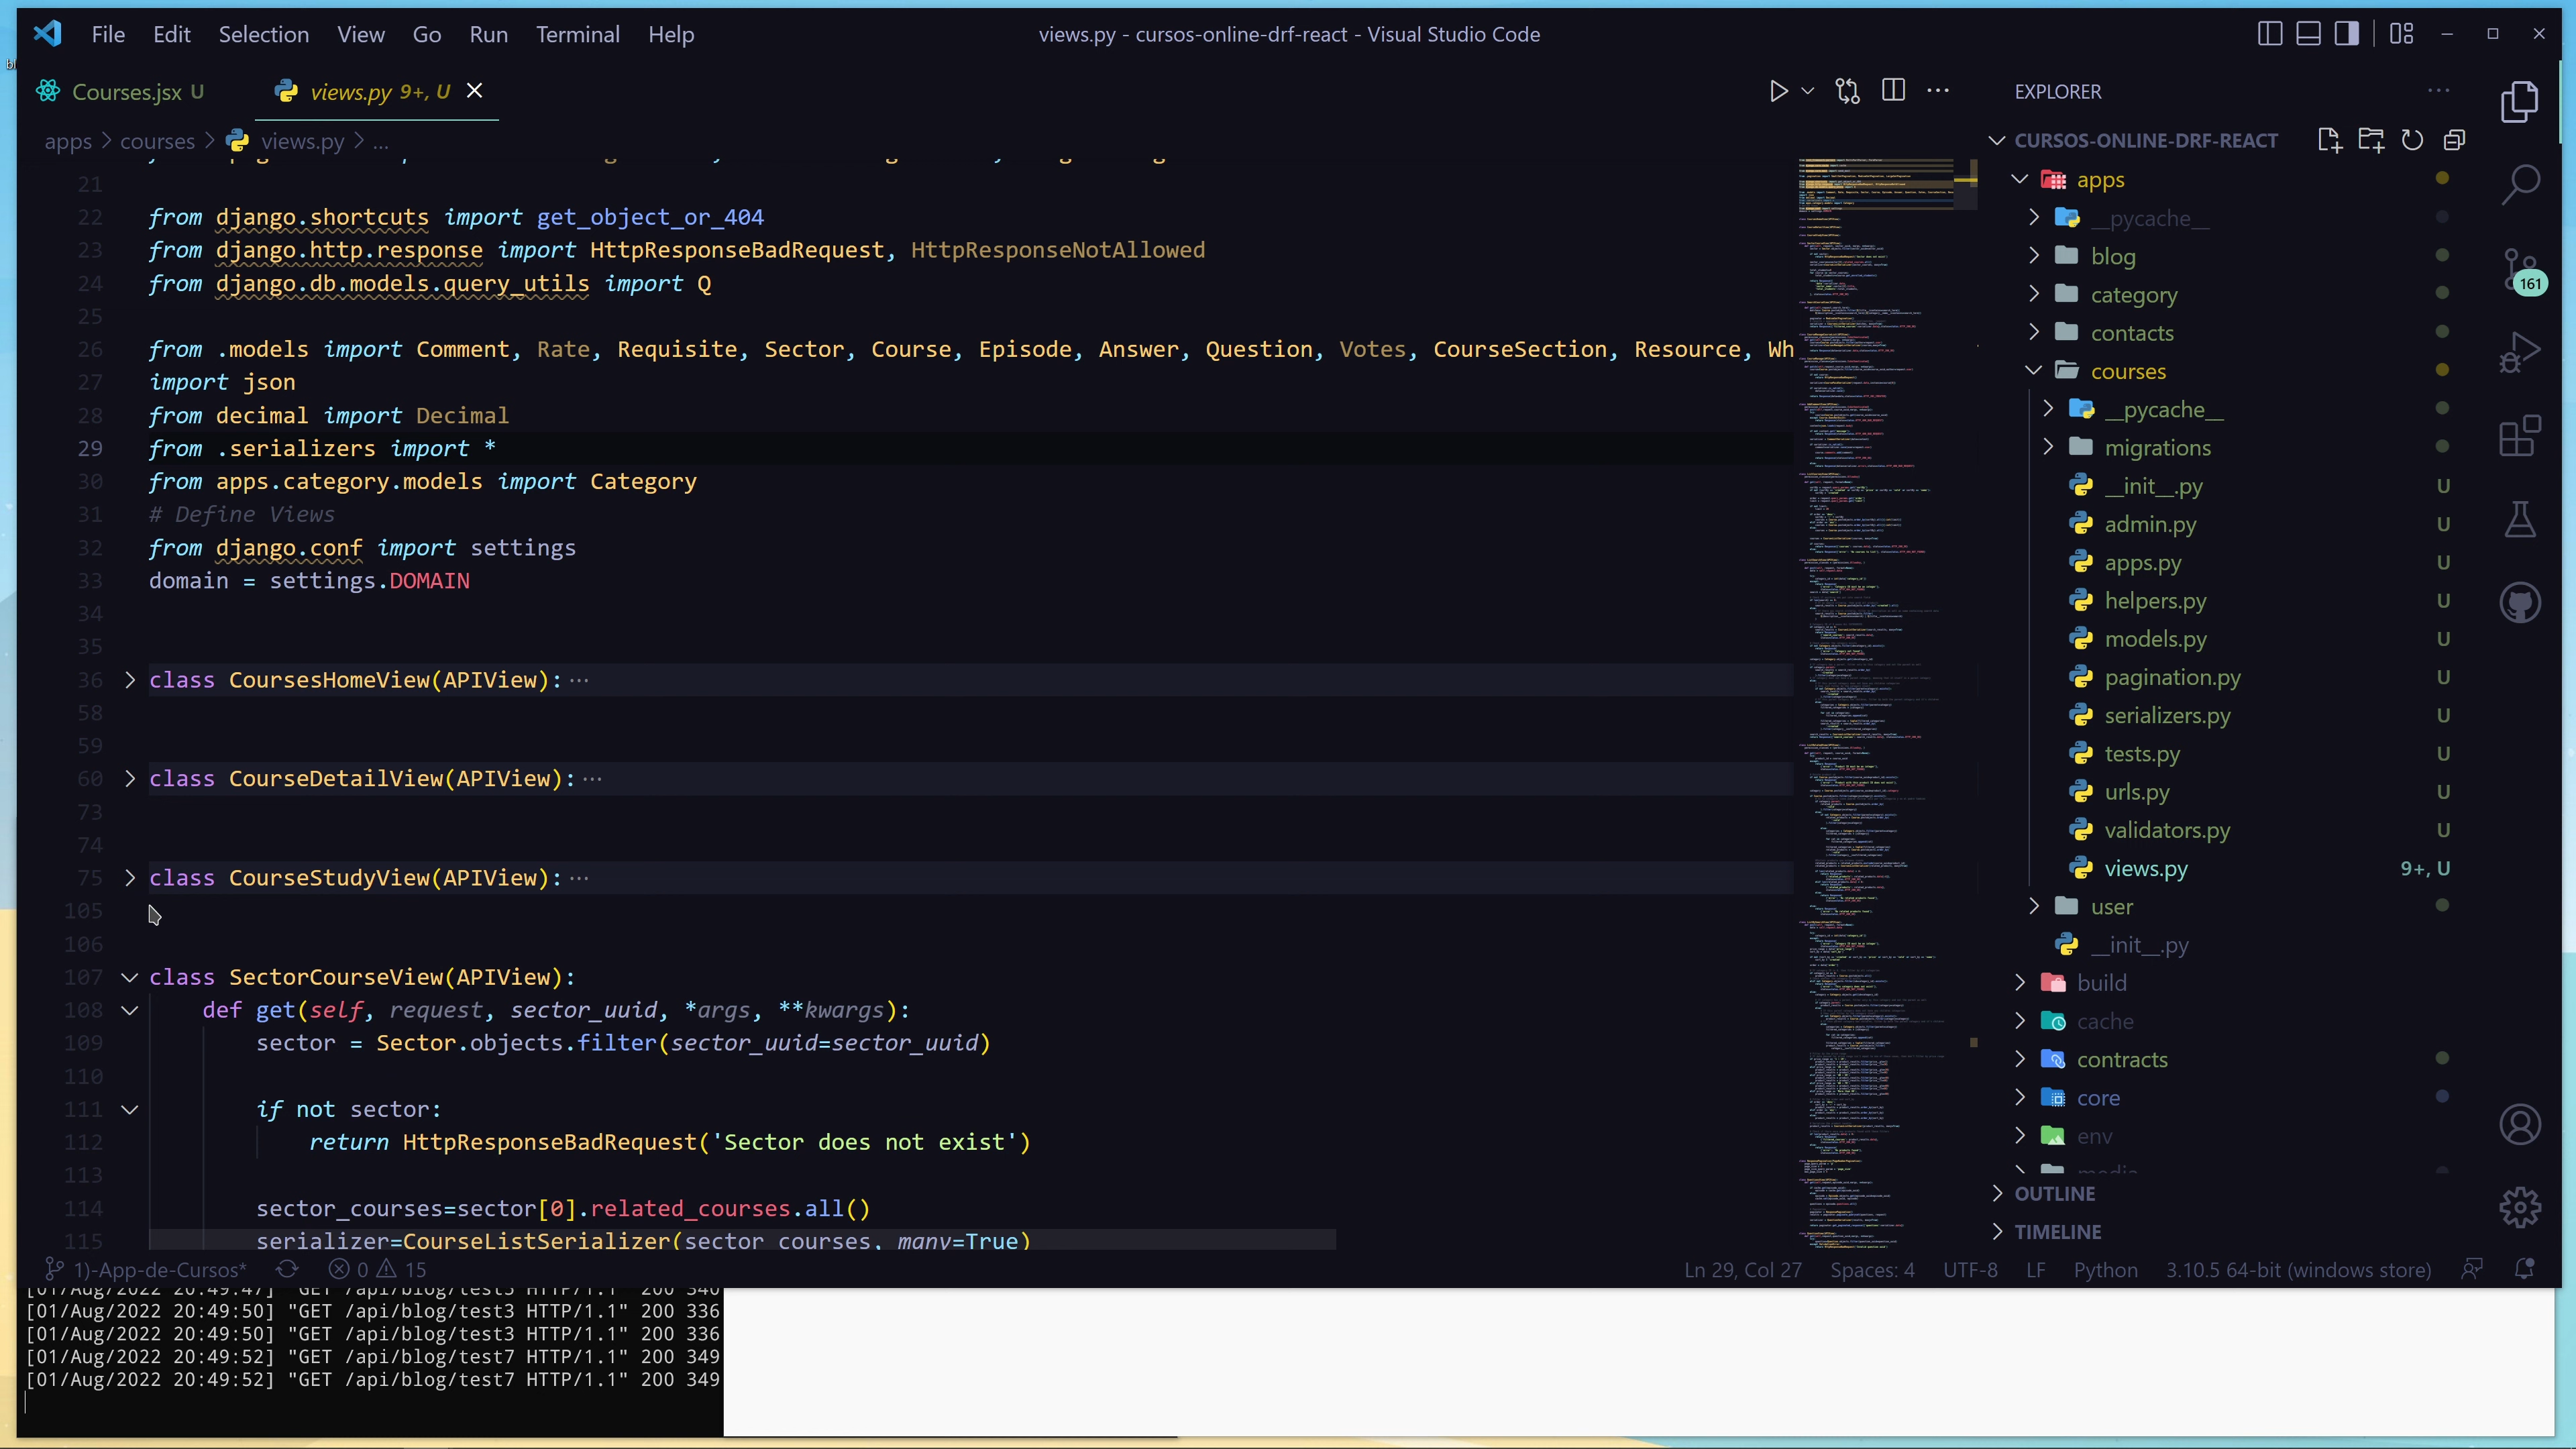 File Edit Selection View Go Run Terminal Help
views.py - cursos-online-drf-react - Visual Studio Code
Courses.jsx U
views.py 9+, U
apps > courses > views.py > ...
21
22 from django.shortcuts import get_object_or_404
23 from django.http.response import HttpResponseBadRequest, HttpResponseNotAllowed
24 from django.db.models.query_utils import Q
25
26 from .models import Comment, Rate, Requisite, Sector, Course, Episode, Answer, Question, Votes, CourseSection, Resource, Wh
27 import json
28 from decimal import Decimal
29 from .serializers import *
30 from apps.category.models import Category
31 # Define Views
32 from django.conf import settings
33 domain = settings.DOMAIN
34
35
36 class CoursesHomeView(APIView): ...
58
59
60 class CourseDetailView(APIView): ...
73
74
75 class CourseStudyView(APIView): ...
105
106
107 class SectorCourseView(APIView):
108 def get(self, request, sector_uuid, *args, **kwargs):
109 sector = Sector.objects.filter(sector_uuid=sector_uuid)
110
111 if not sector:
112 return HttpResponseBadRequest('Sector does not exist')
113
114 sector_courses=sector[0].related_courses.all()
115 serializer=CourseListSerializer(sector_courses, many=True)
EXPLORER
CURSOS-ONLINE-DRF-REACT
apps
__pycache__
blog
category
contacts
courses
__pycache__
migrations
__init__.py U
admin.py U
apps.py U
helpers.py U
models.py U
pagination.py U
serializers.py U
tests.py U
urls.py U
validators.py U
views.py 9+, U
user
__init__.py
build
cache
contracts
core
env
media
OUTLINE
TIMELINE
161
1)-App-de-Cursos* 0 15
Ln 29, Col 27 Spaces: 4 UTF-8 LF Python 3.10.5 64-bit (windows store)
[01/Aug/2022 20:49:50] "GET /api/blog/test3 HTTP/1.1" 200 336
[01/Aug/2022 20:49:50] "GET /api/blog/test3 HTTP/1.1" 200 336
[01/Aug/2022 20:49:52] "GET /api/blog/test7 HTTP/1.1" 200 349
[01/Aug/2022 20:49:52] "GET /api/blog/test7 HTTP/1.1" 200 349